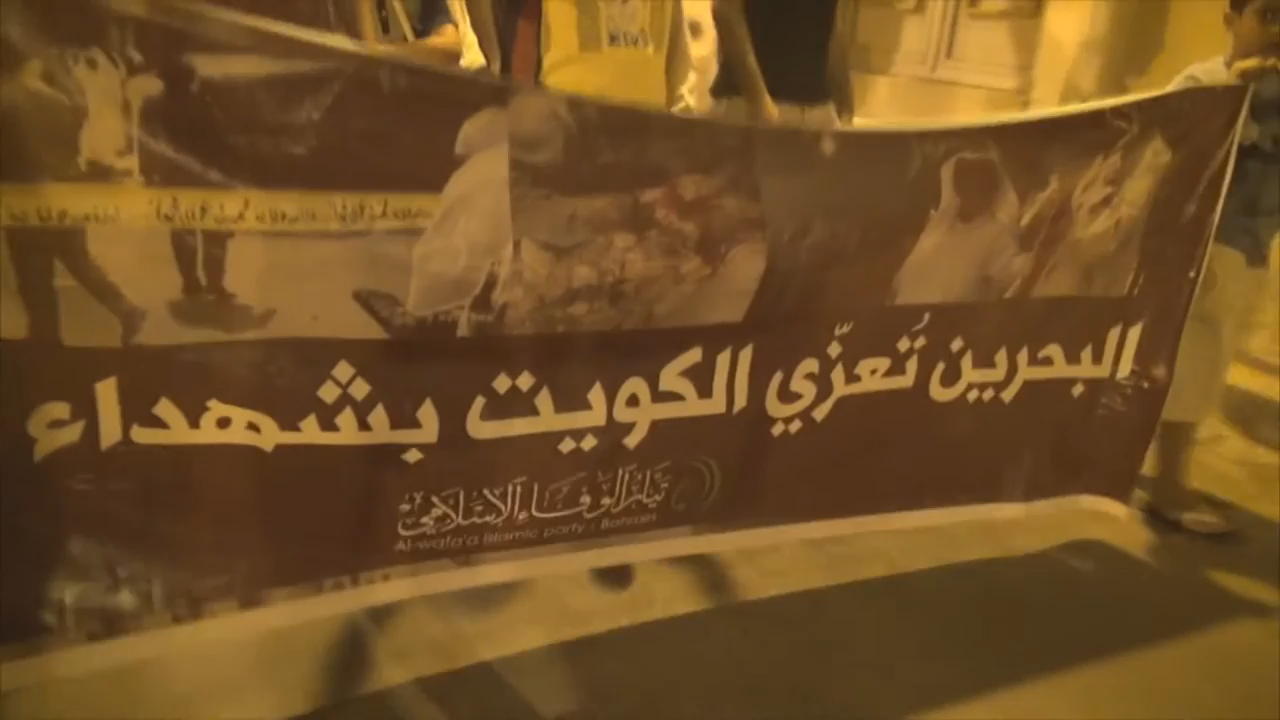 البحرين تُعزّي الكويت بشهداء
تيار الوفاء الإسلامي
Al-wafa'a Islamic party - Bahrain